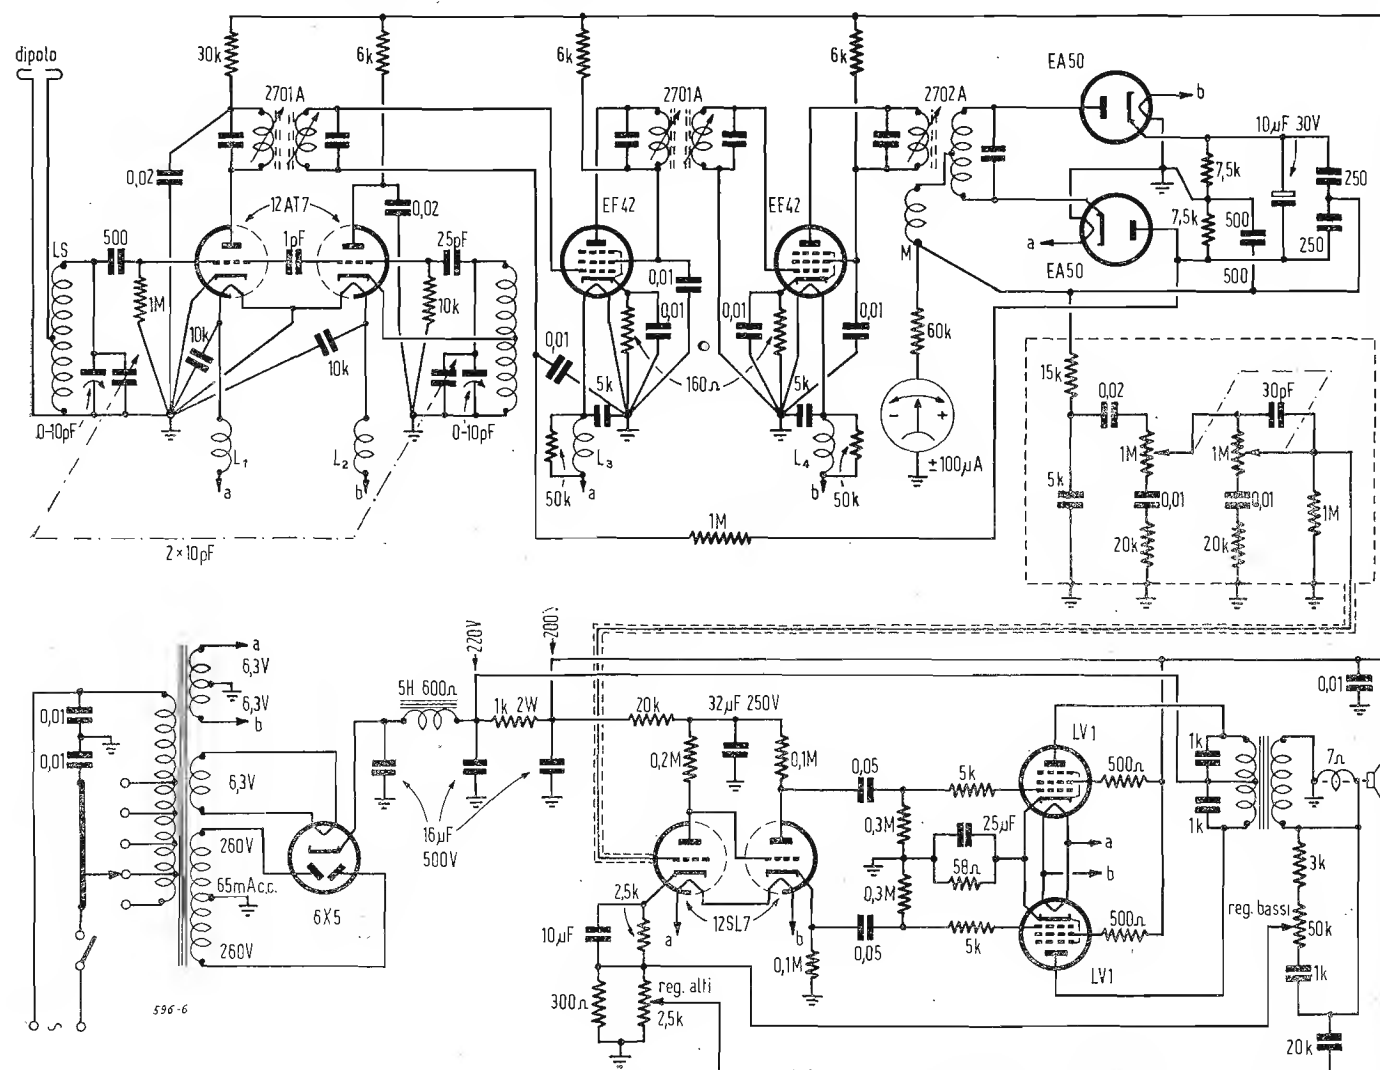 dipolo
30k
6k
6k
6k
EA50
b
2701A
2701A
2702A
10µF 30V
0,02
7,5k
250
12AT7
0,02
EF42
EF42
7,5k
500
250
LS
500
1pF
25pF
M
a
EA50
500
1M
10k
0,01
0,01
0,01
0,01
10k
10k
0,01
160Ω
60k
15k
0,02
30pF
5k
5k
- +
0-10pF
0-10pF
±100µA
1M
1M
L1
L2
L3
L4
5k
0,01
0,01
1M
a
b
50k
a
b
50k
20k
20k
2×10pF
1M
220V
200V
a
6,3V
6,3V
b
5H 600Ω
1k 2W
20k
32µF 250V
0,01
0,01
LV1
1k
7Ω
0,01
6,3V
0,2M
0,1M
0,05
5k
500Ω
16µF
500V
0,3M
25µF
1k
260V
58Ω
a
b
3k
65mA c.c.
6X5
2,5k
12SL7
0,3M
500Ω
reg. bassi
50k
260V
10µF
a
b
0,05
5k
0,1M
LV1
1k
596-6
300Ω
reg. alti
2,5k
20k